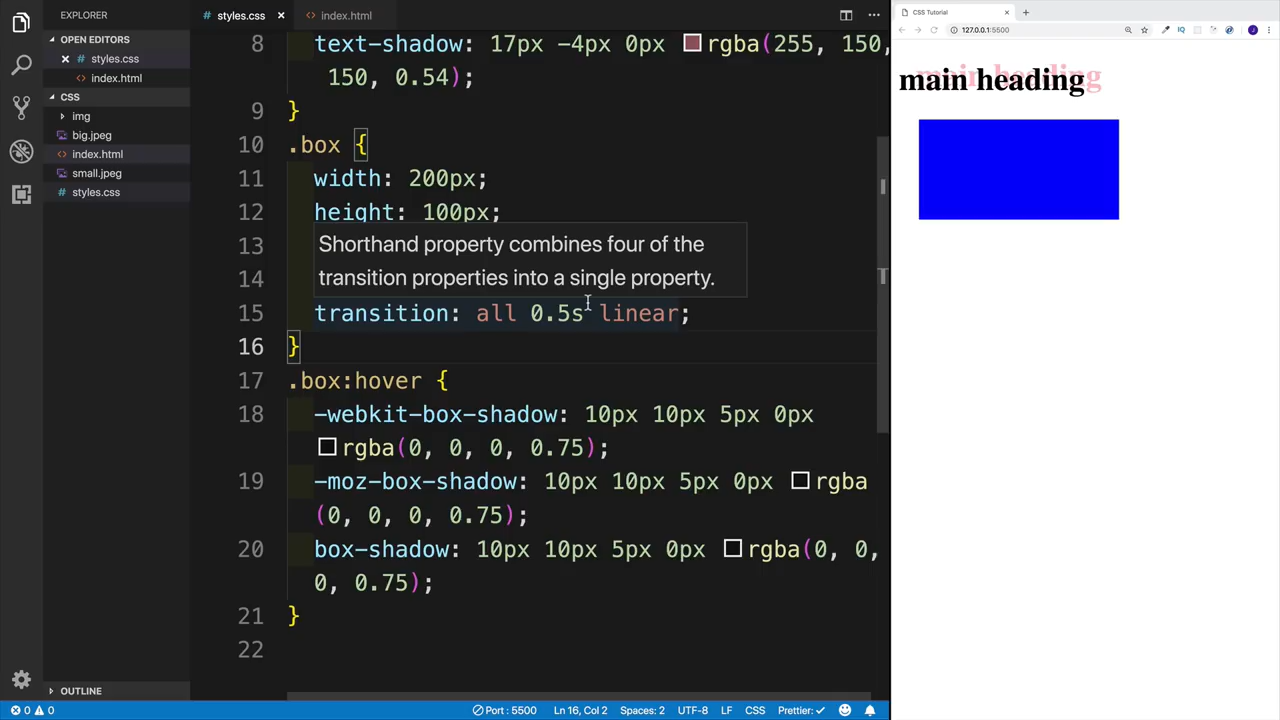 EXPLORER
styles.css
index.html
CSS Tutorial
OPEN EDITORS
styles.css
index.html
CSS
img
big.jpeg
index.html
small.jpeg
styles.css
OUTLINE
8 text-shadow: 17px -4px 0px rgba(255, 150,
150, 0.54);
9 }
10 .box {
11 width: 200px;
12 height: 100px;
13
14
Shorthand property combines four of the
transition properties into a single property.
15 transition: all 0.5s linear;
16 }
17 .box:hover {
18 -webkit-box-shadow: 10px 10px 5px 0px
rgba(0, 0, 0, 0.75);
19 -moz-box-shadow: 10px 10px 5px 0px rgba
(0, 0, 0, 0.75);
20 box-shadow: 10px 10px 5px 0px rgba(0, 0,
0, 0.75);
21 }
22
127.0.0.1:5500
IQ
J
main heading
main heading
0 0
Port : 5500
Ln 16, Col 2
Spaces: 2
UTF-8
LF
CSS
Prettier: ✓